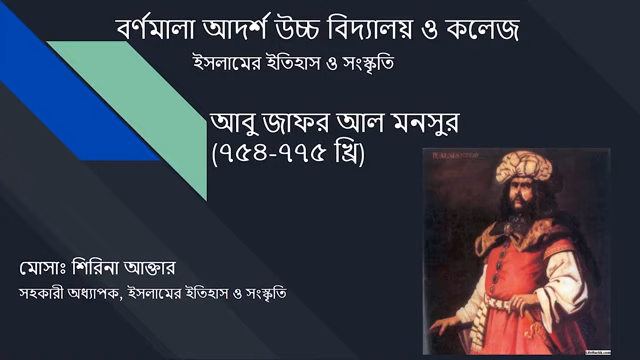 বর্ণমালা আদর্শ উচ্চ বিদ্যালয় ও কলেজ
ইসলামের ইতিহাস ও সংস্কৃতি
আবু জাফর আল মনসুর
(৭৫৪-৭৭৫ খ্রি)
মোসাঃ শিরিনা আক্তার
সহকারী অধ্যাপক, ইসলামের ইতিহাস ও সংস্কৃতি